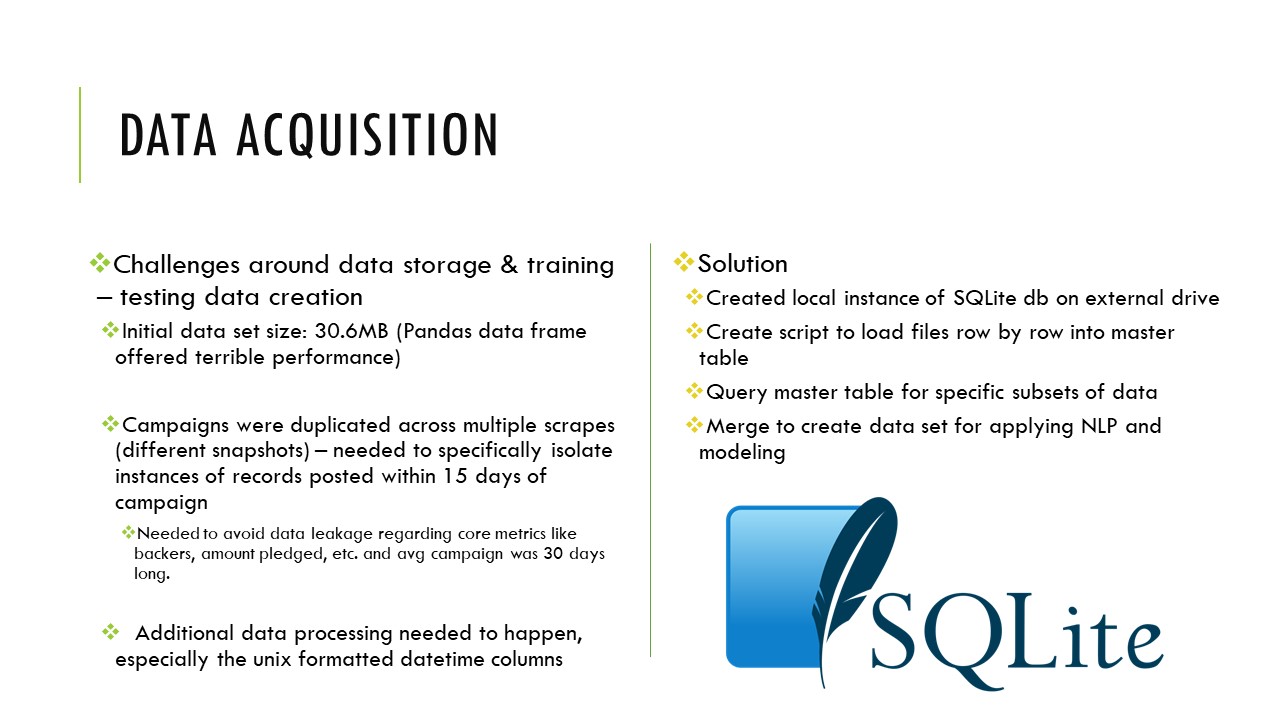 DATA ACQUISITION
Challenges around data storage & training
– testing data creation
Initial data set size: 30.6MB (Pandas data frame
offered terrible performance)
Campaigns were duplicated across multiple scrapes
(different snapshots) – needed to specifically isolate
instances of records posted within 15 days of
campaign
Needed to avoid data leakage regarding core metrics like
backers, amount pledged, etc. and avg campaign was 30 days
long.
Additional data processing needed to happen,
especially the unix formatted datetime columns
Solution
Created local instance of SQLite db on external drive
Create script to load files row by row into master
table
Query master table for specific subsets of data
Merge to create data set for applying NLP and
modeling
SQLite